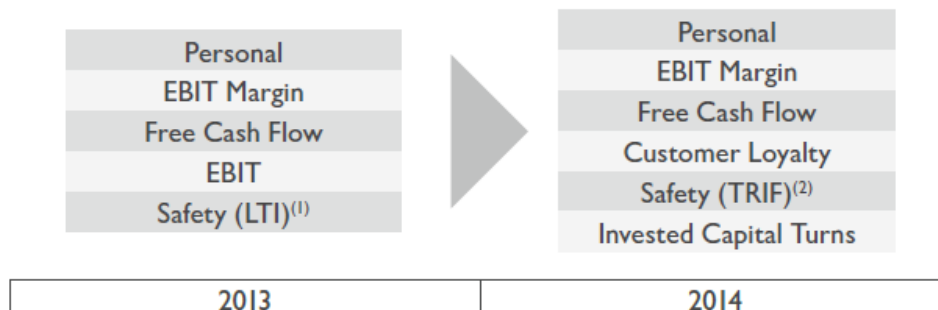 Personal
EBIT Margin
Free Cash Flow
EBIT
Safety (LTI)(1)
Personal
EBIT Margin
Free Cash Flow
Customer Loyalty
Safety (TRIF)(2)
Invested Capital Turns
2013
2014